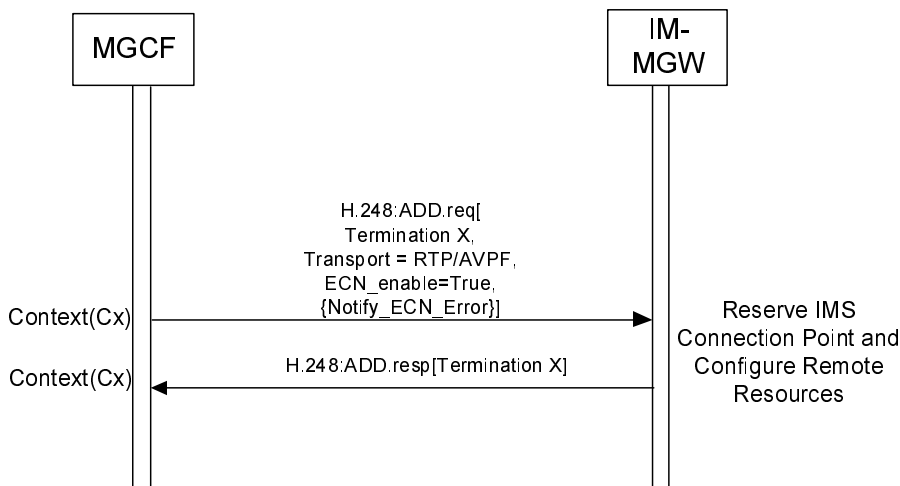 MGCF
IM-
MGW
H.248:ADD.req[
Termination X,
Transport = RTP/AVPF,
ECN_enable=True,
{Notify_ECN_Error}]
Context(Cx)
Reserve IMS
Connection Point and
Configure Remote
Resources
H.248:ADD.resp[Termination X]
Context(Cx)